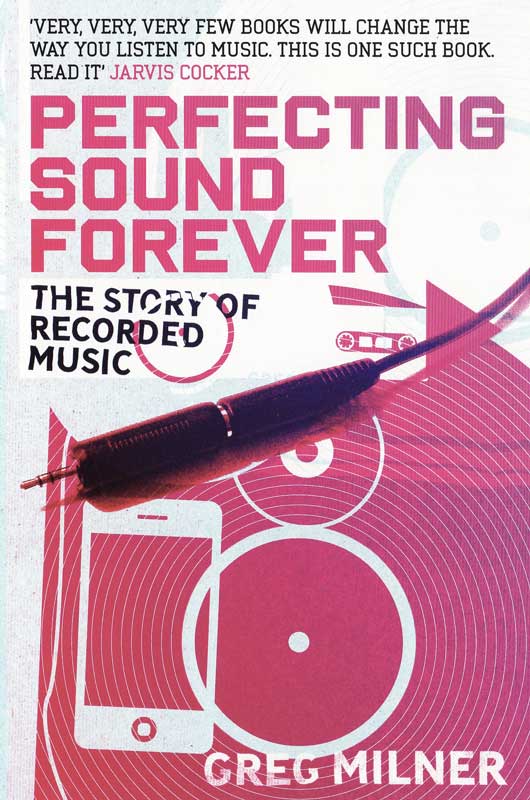 'VERY, VERY, VERY FEW BOOKS WILL CHANGE THE
WAY YOU LISTEN TO MUSIC. THIS IS ONE SUCH BOOK.
READ IT' JARVIS COCKER
PERFECTING
SOUND
FOREVER
THE STORY OF
RECORDED
MUSIC
GREG MILNER